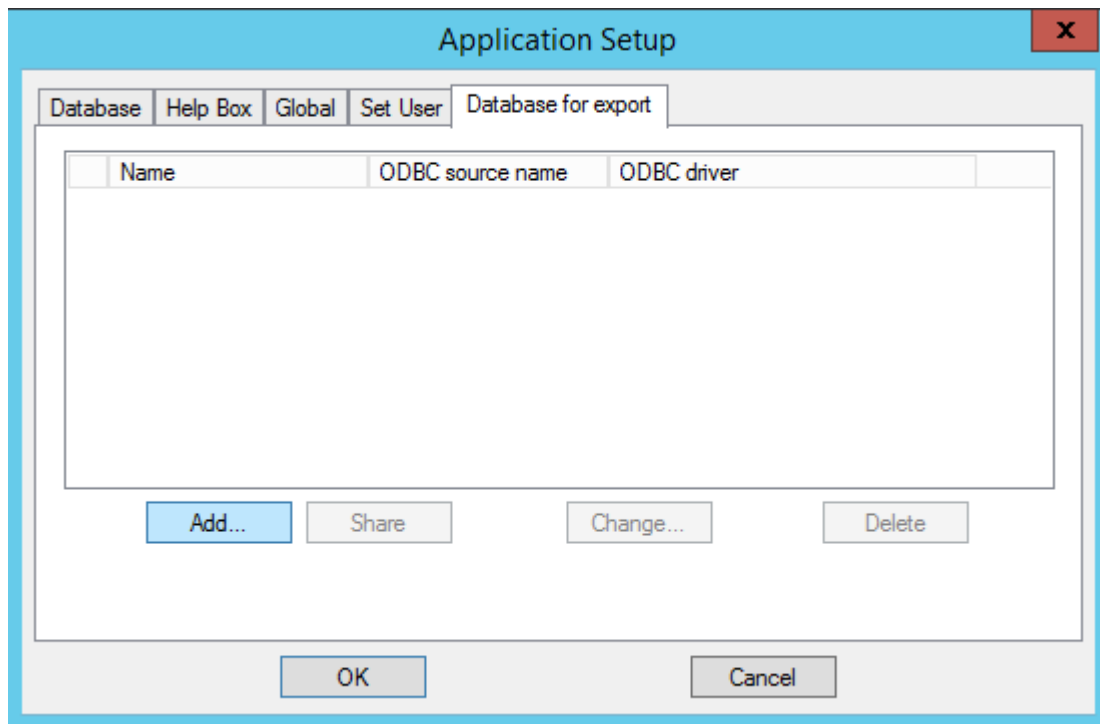 Application Setup
x
Database Help Box Global Set User Database for export
Name ODBC source name ODBC driver
Add... Share Change... Delete
OK Cancel